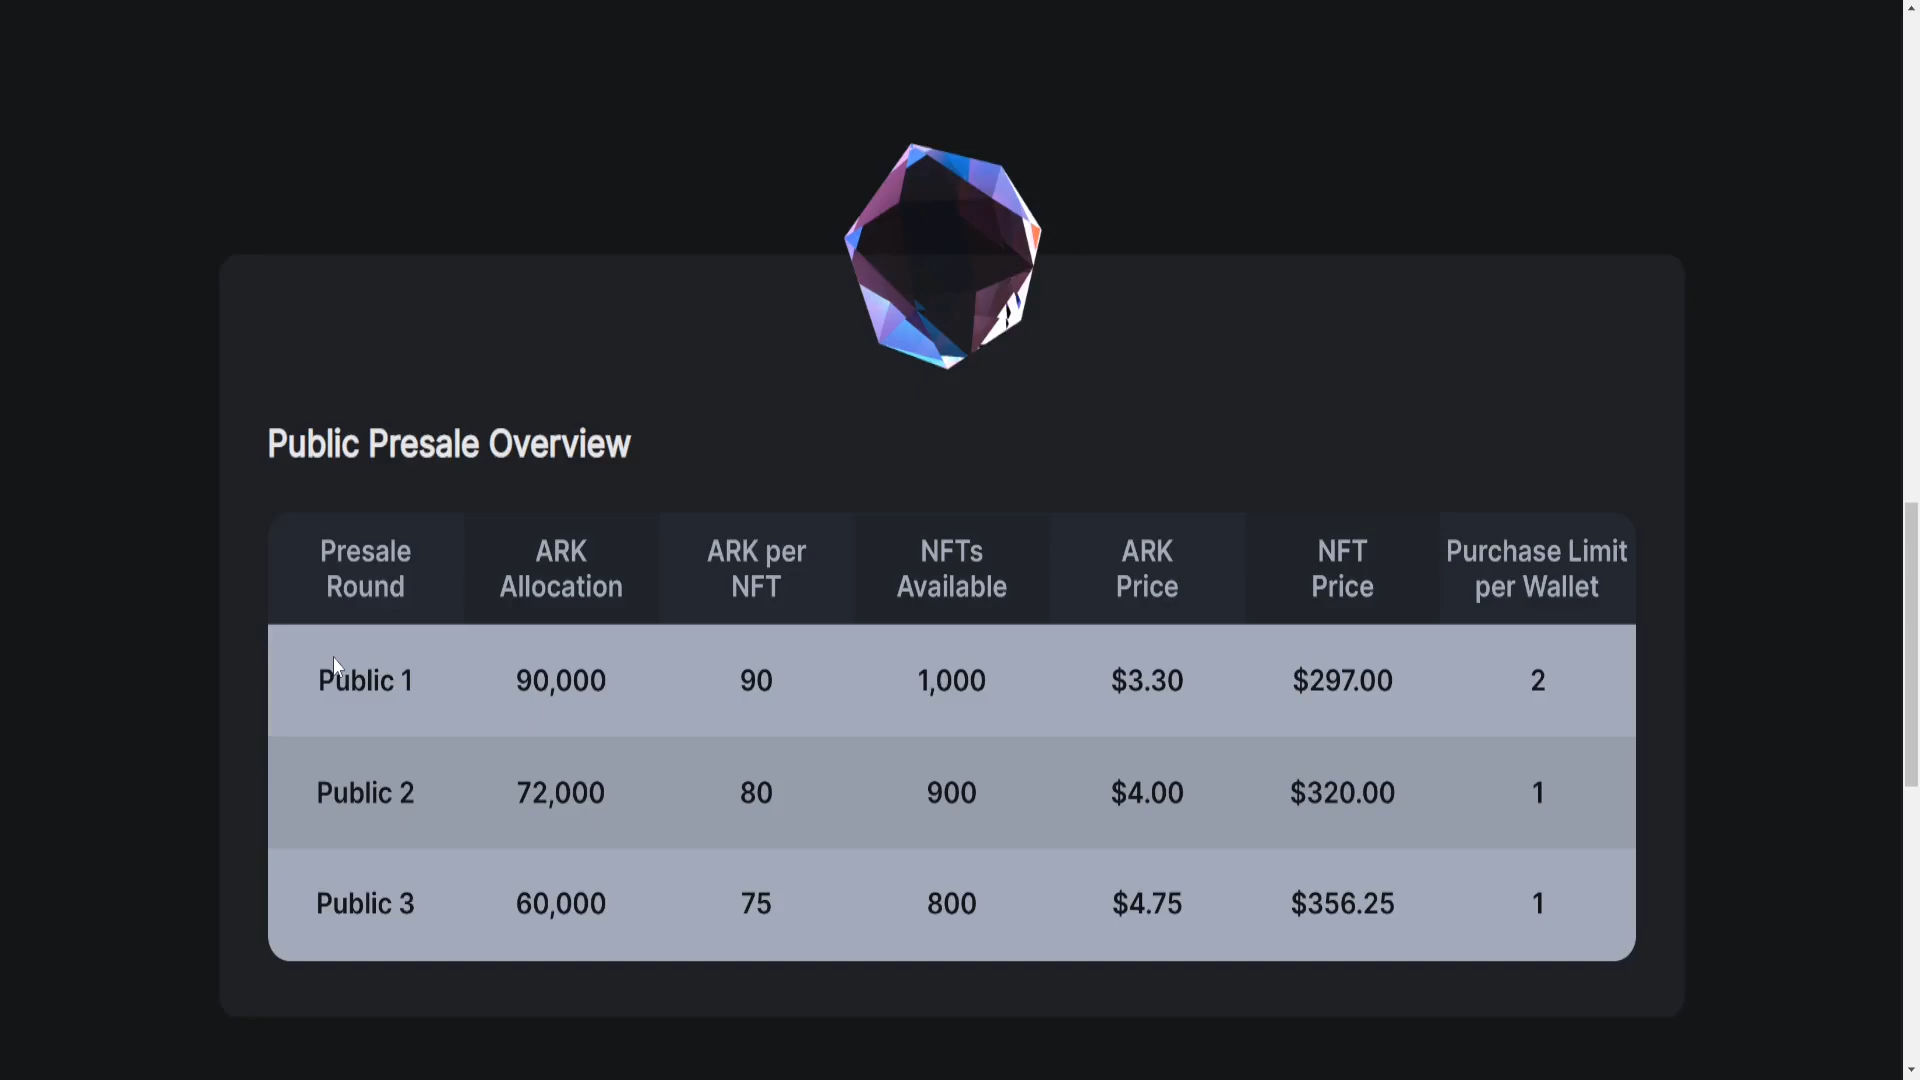 Public Presale Overview
Presale Round ARK Allocation ARK per NFT NFTs Available ARK Price NFT Price Purchase Limit per Wallet
Public 1 90,000 90 1,000 $3.30 $297.00 2
Public 2 72,000 80 900 $4.00 $320.00 1
Public 3 60,000 75 800 $4.75 $356.25 1